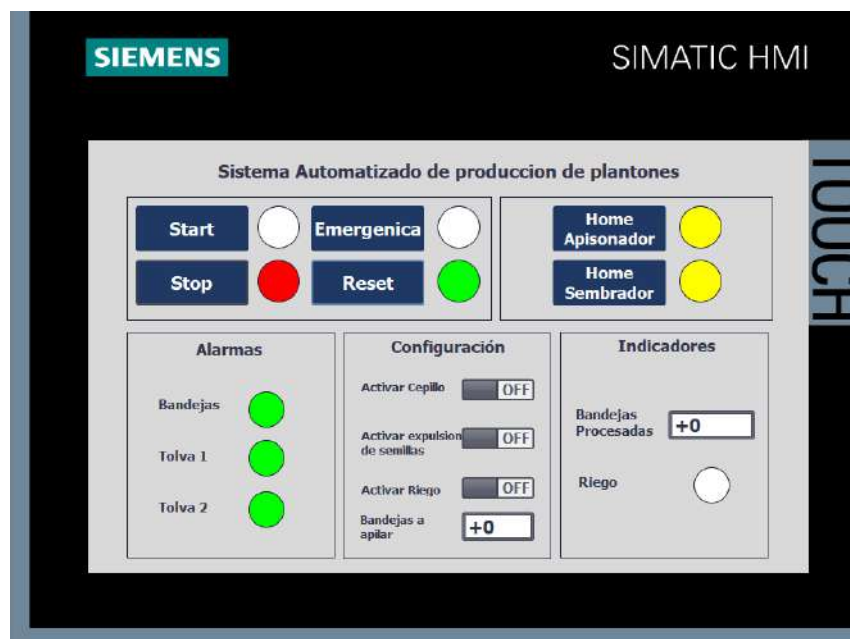 SIEMENS
SIMATIC HMI
TOUCH
Sistema Automatizado de produccion de plantones
Start
Emergenica
Stop
Reset
Home
Apisonador
Home
Sembrador
Alarmas
Bandejas
Tolva 1
Tolva 2
Configuración
Activar Cepillo
OFF
Activar expulsion
de semillas
OFF
Activar Riego
OFF
Bandejas a
apilar
+0
Indicadores
Bandejas
Procesadas
+0
Riego